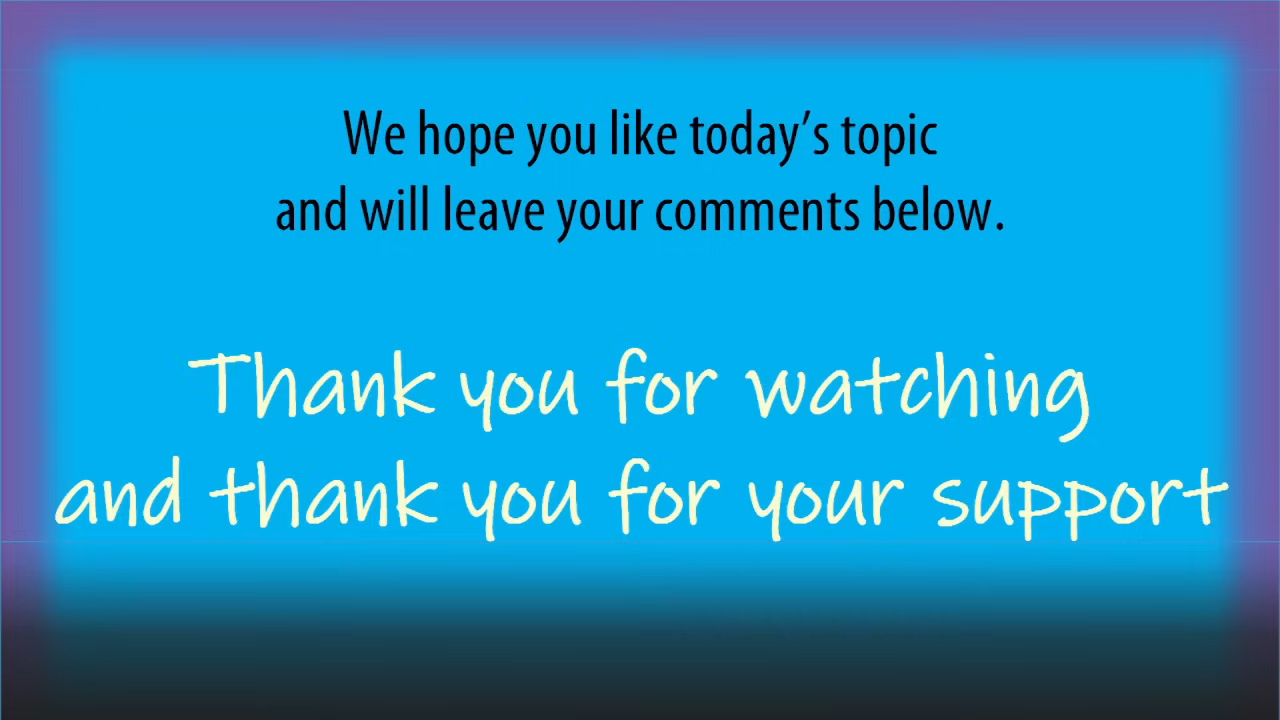 We hope you like today’s topic
and will leave your comments below.
Thank you for watching
and thank you for your support